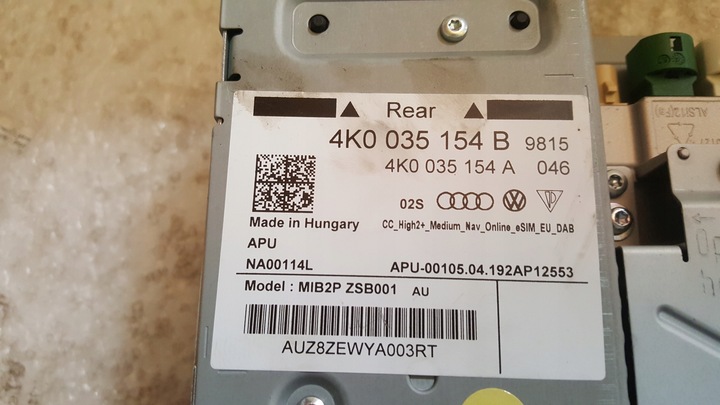 Rear
4K0 035 154 B 9815
4K0 035 154 A 046
02S
Made in Hungary CC_High2+_Medium_Nav_Online_eSIM_EU_DAB
APU
NA00114L APU-00105.04.192AP12553
Model : MIB2P ZSB001 AU
AUZ8ZEWYA003RT